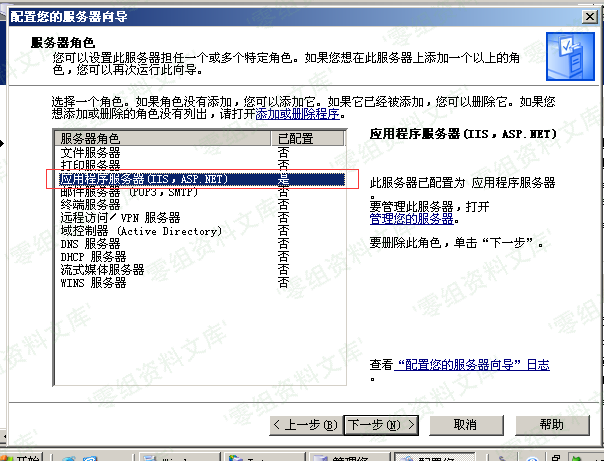 配置您的服务器向导
服务器角色
您可以设置此服务器担任一个或多个特定角色。如果您想在此服务器上添加一个以上的角
色，您可以再次运行此向导。
选择一个角色。如果角色没有添加，您可以添加它。如果它已经被添加，您可以删除它。如果您
想添加或删除的角色没有列出，请打开添加或删除程序。
服务器角色 已配置
文件服务器 否
打印服务器 否
应用程序服务器(IIS，ASP.NET) 是
邮件服务器 (POP3，SMTP) 否
终端服务器 否
远程访问/ VPN 服务器 否
域控制器 (Active Directory) 否
DNS 服务器 否
DHCP 服务器 否
流式媒体服务器 否
WINS 服务器 否
应用程序服务器(IIS，ASP.NET)
此服务器已配置为 应用程序服务器
。
要管理此服务器，打开
管理您的服务器。
要删除此角色，单击“下一步”。
查看“配置您的服务器向导”日志
。
< 上一步(B) 下一步(N) > 取消 帮助
开始
管理您
配置您
'零组资料文库'